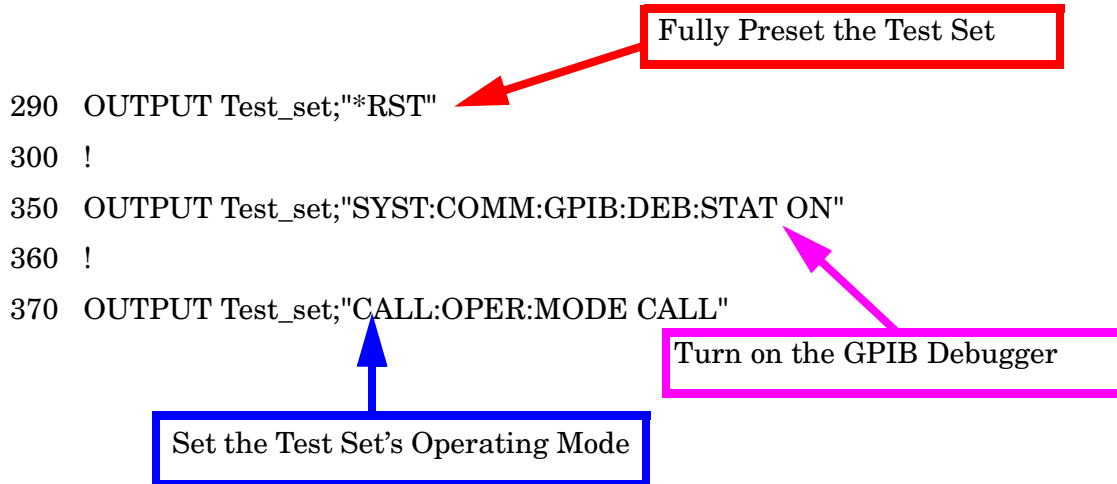 Fully Preset the Test Set
290 OUTPUT Test_set;"*RST"
300 !
350 OUTPUT Test_set;"SYST:COMM:GPIB:DEB:STAT ON"
360 !
370 OUTPUT Test_set;"CALL:OPER:MODE CALL"
Turn on the GPIB Debugger
Set the Test Set’s Operating Mode